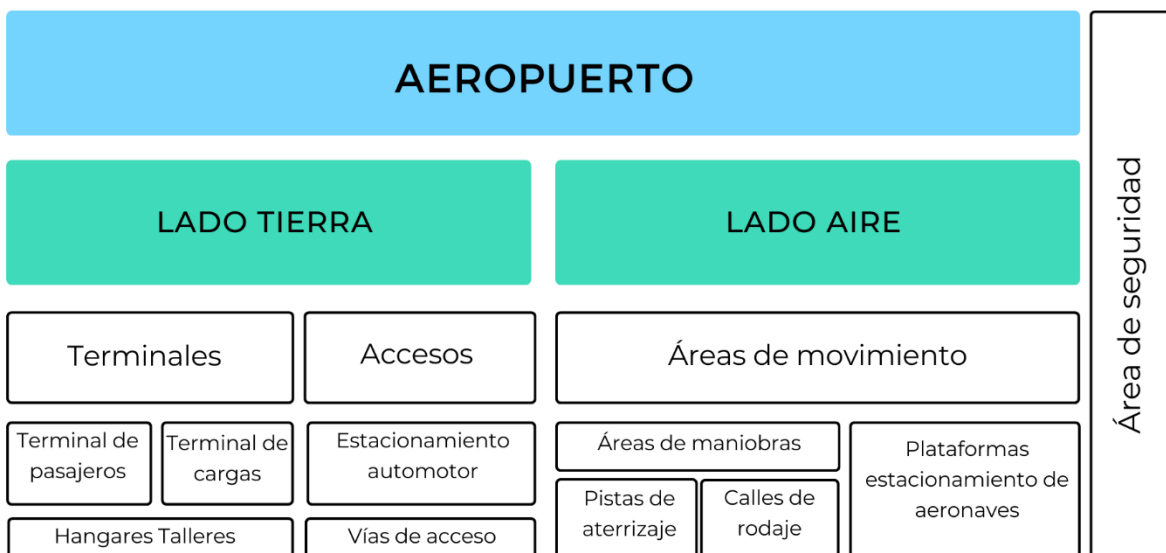 AEROPUERTO
LADO TIERRA
LADO AIRE
Terminales
Accesos
Áreas de movimiento
Terminal de
pasajeros
Terminal de
cargas
Estacionamiento
automotor
Áreas de maniobras
Plataformas
estacionamiento de
aeronaves
Pistas de
aterrizaje
Calles de
rodaje
Hangares Talleres
Vías de acceso
Área de seguridad